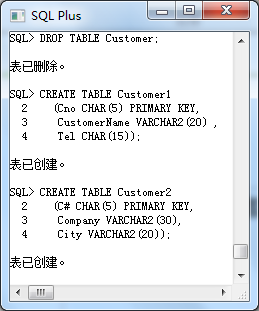 SQL Plus
SQL> DROP TABLE Customer;
表已删除。
SQL> CREATE TABLE Customer1
2 (Cno CHAR(5) PRIMARY KEY,
3 CustomerName VARCHAR2(20) ,
4 Tel CHAR(15));
表已创建。
SQL> CREATE TABLE Customer2
2 (C# CHAR(5) PRIMARY KEY,
3 Company VARCHAR2(30),
4 City VARCHAR2(20));
表已创建。